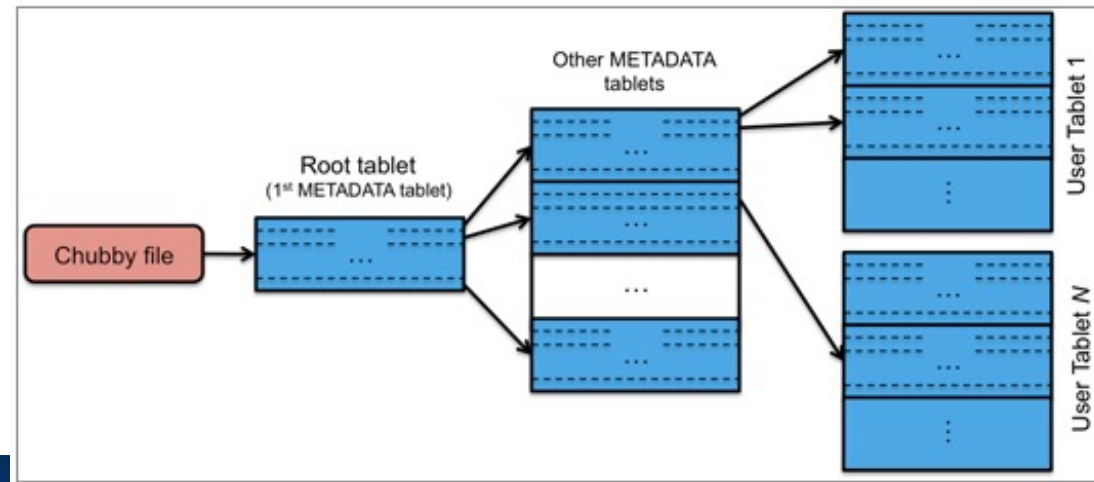 Chubby file
Root tablet
(1st METADATA tablet)
...
Other METADATA
tablets
...
...
...
...
User Tablet 1
...
...
⋮
User Tablet N
...
...
⋮